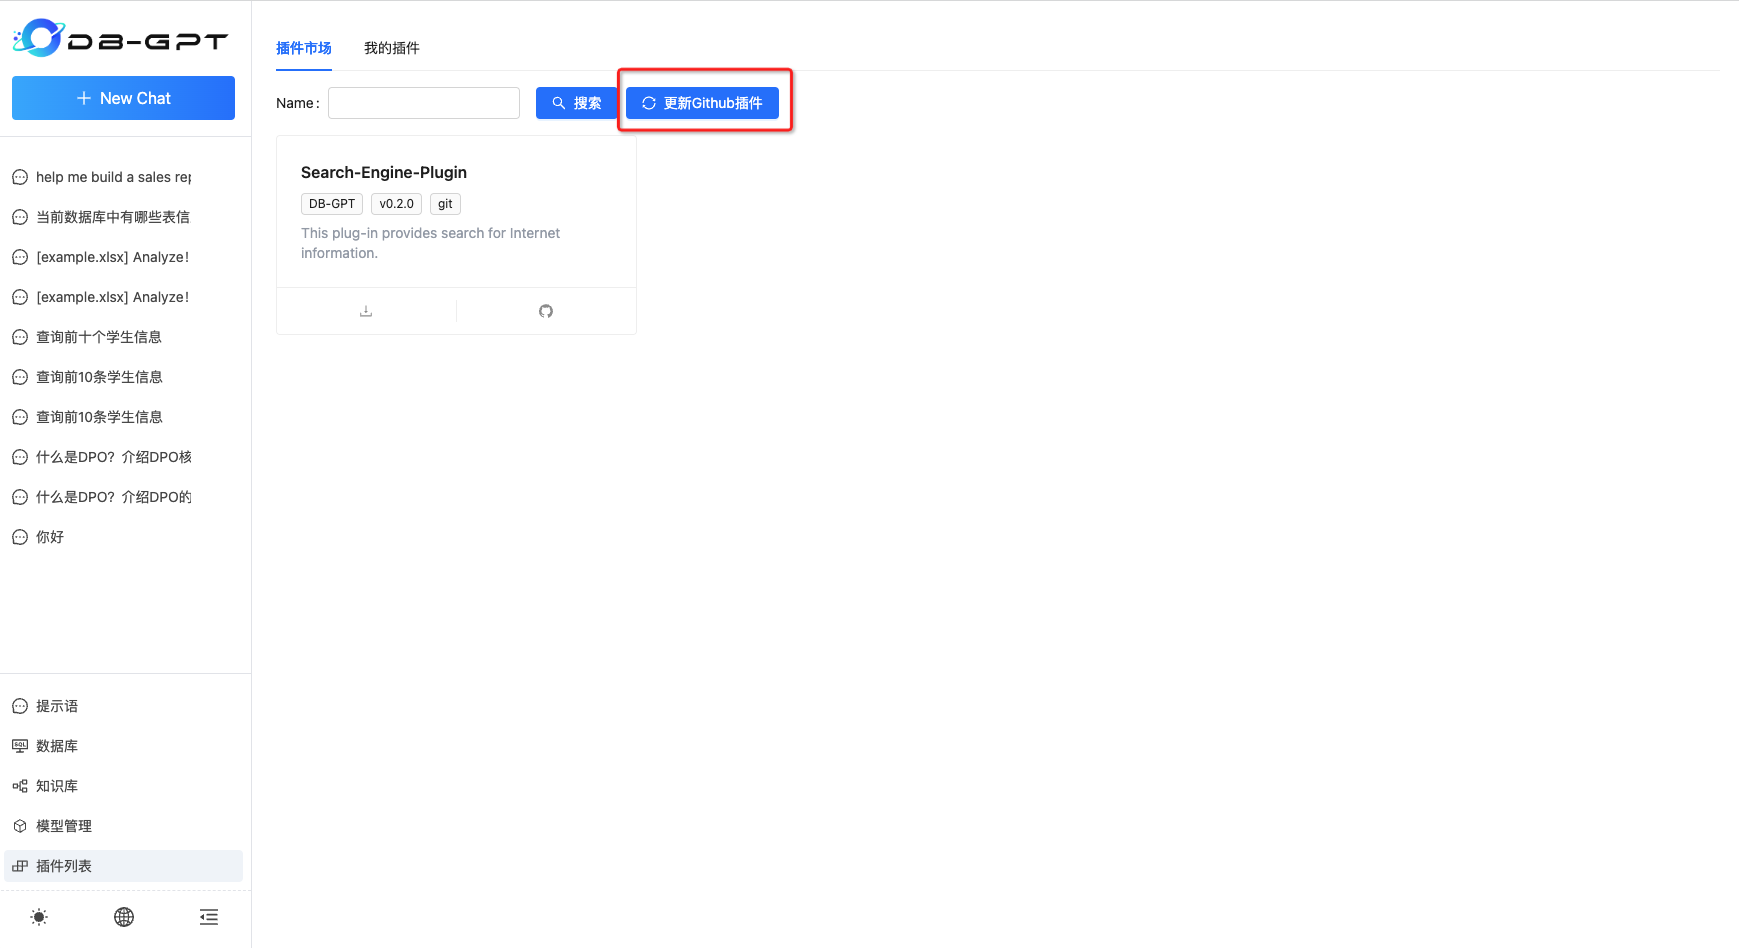 DB-GPT
New Chat
help me build a sales rep
当前数据库中有哪些表信
[example.xlsx] Analyze!
[example.xlsx] Analyze!
查询前十个学生信息
查询前10条学生信息
查询前10条学生信息
什么是DPO？介绍DPO核
什么是DPO？介绍DPO的
你好
提示语
SQL 数据库
知识库
模型管理
插件列表
插件市场 我的插件
Name: 搜索 更新Github插件
Search-Engine-Plugin
DB-GPT v0.2.0 git
This plug-in provides search for Internet
information.